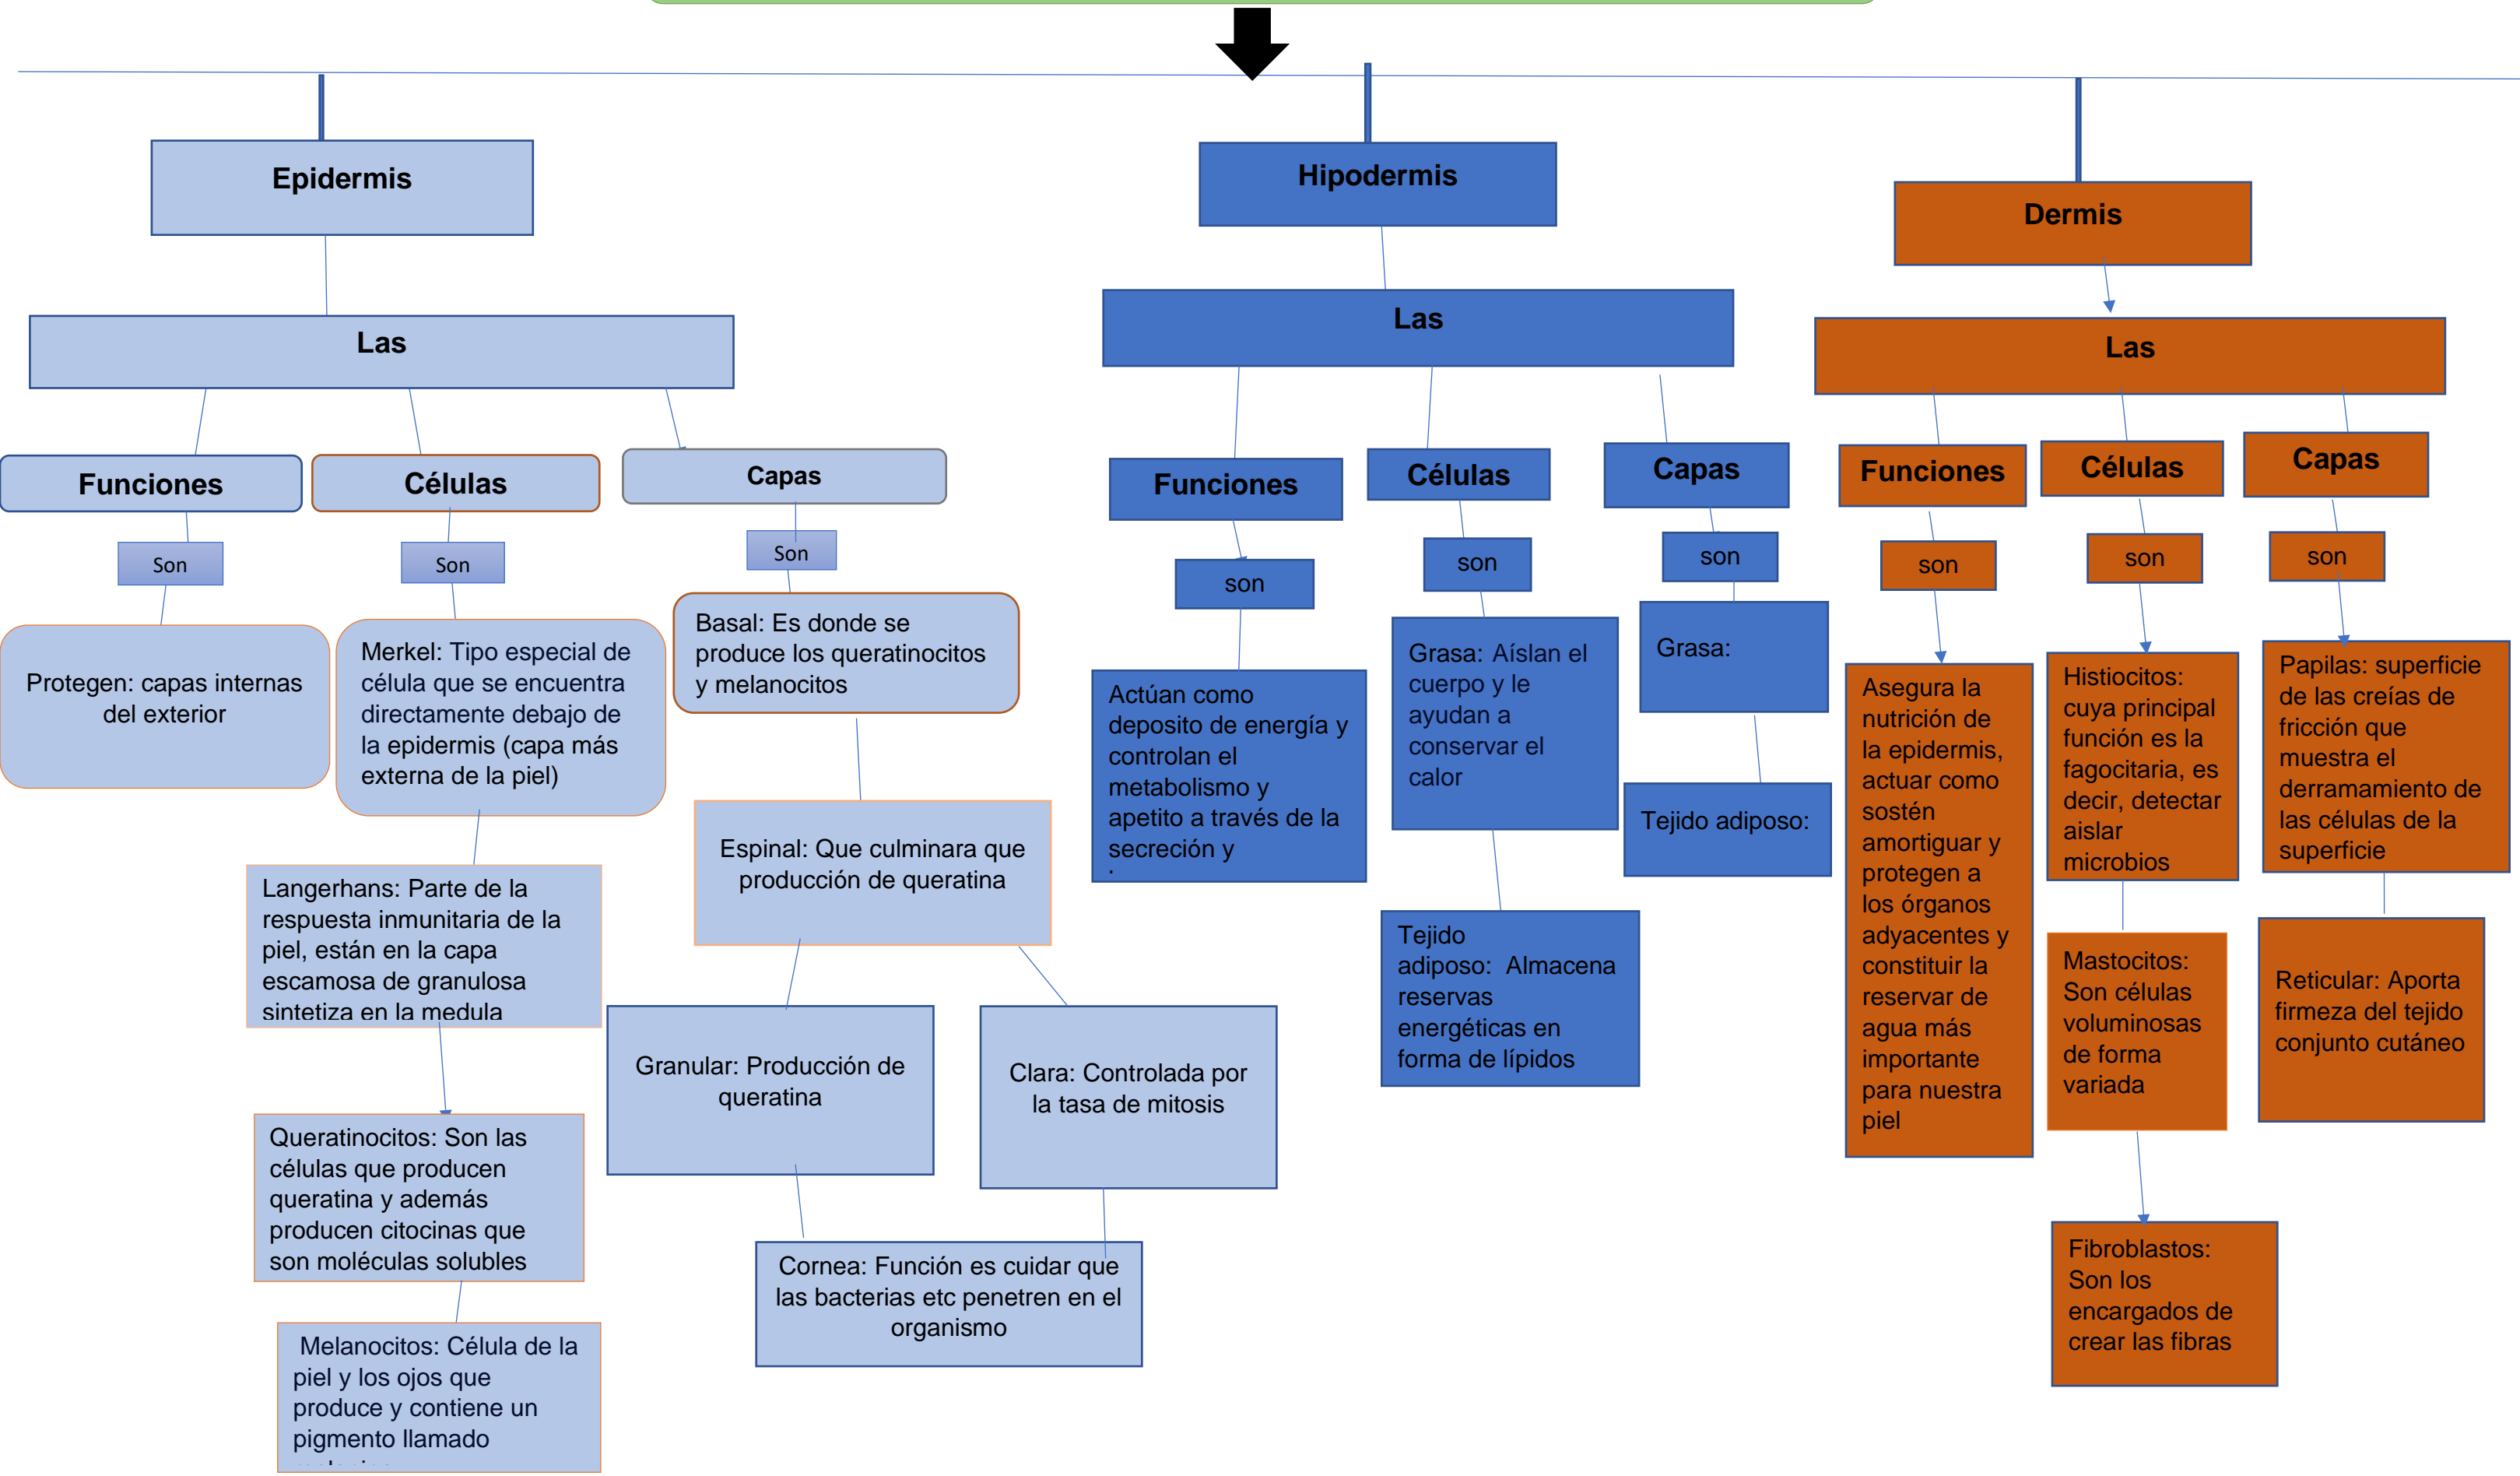 Epidermis
Las
Funciones
Células
Capas
Son
Son
Son
Protegen: capas internas
del exterior
Merkel: Tipo especial de
célula que se encuentra
directamente debajo de
la epidermis (capa más
externa de la piel)
Langerhans: Parte de la
respuesta inmunitaria de la
piel, están en la capa
escamosa de granulosa
sintetiza en la medula
Queratinocitos: Son las
células que producen
queratina y además
producen citocinas que
son moléculas solubles
Melanocitos: Célula de la
piel y los ojos que
produce y contiene un
pigmento llamado
Basal: Es donde se
produce los queratinocitos
y melanocitos
Espinal: Que culminara que
producción de queratina
Granular: Producción de
queratina
Clara: Controlada por
la tasa de mitosis
Cornea: Función es cuidar que
las bacterias etc penetren en el
organismo
Hipodermis
Las
Funciones
Células
Capas
son
son
son
Actúan como
deposito de energía y
controlan el
metabolismo y
apetito a través de la
secreción y
Grasa: Aíslan el
cuerpo y le
ayudan a
conservar el
calor
Tejido
adiposo: Almacena
reservas
energéticas en
forma de lípidos
Grasa:
Tejido adiposo:
Dermis
Las
Funciones
Células
Capas
son
son
son
Asegura la
nutrición de
la epidermis,
actuar como
sostén
amortiguar y
protegen a
los órganos
adyacentes y
constituir la
reservar de
agua más
importante
para nuestra
piel
Histiocitos:
cuya principal
función es la
fagocitaria, es
decir, detectar
aislar
microbios
Mastocitos:
Son células
voluminosas
de forma
variada
Fibroblastos:
Son los
encargados de
crear las fibras
Papilas: superficie
de las creías de
fricción que
muestra el
derramamiento de
las células de la
superficie
Reticular: Aporta
firmeza del tejido
conjunto cutáneo